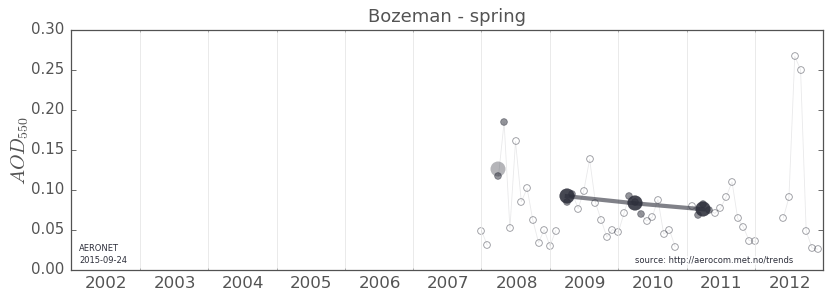 Bozeman - spring
0.30
0.25
0.20
0.15
0.10
0.05
0.00
AOD550
AERONET
2015-09-24
source: http://aerocom.met.no/trends
2002 2003 2004 2005 2006 2007 2008 2009 2010 2011 2012